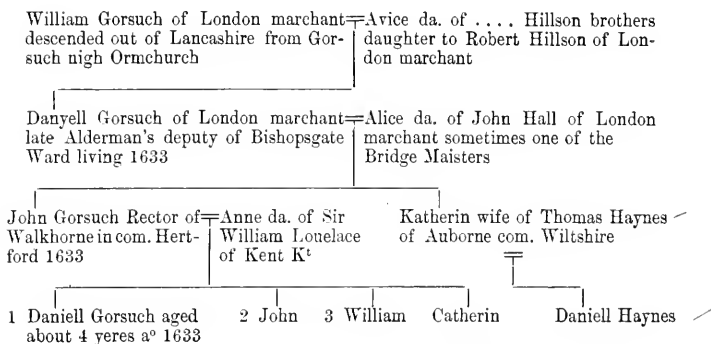 William Gorsuch of London marchant
descended out of Lancashire from Gor-
such nigh Ormchurch
Avice da. of .... Hillson brothers
daughter to Robert Hillson of Lon-
don marchant
Danyell Gorsuch of London marchant
late Alderman's deputy of Bishopsgate
Ward living 1633
Alice da. of John Hall of London
marchant sometimes one of the
Bridge Maisters
John Gorsuch Rector of
Walkhorne in com. Hert-
ford 1633
Anne da. of Sir
William Louelace
of Kent Kt
Katherin wife of Thomas Haynes
of Auborne com. Wiltshire
1 Daniell Gorsuch aged
about 4 yeres ao 1633
2 John
3 William
Catherin
Daniell Haynes